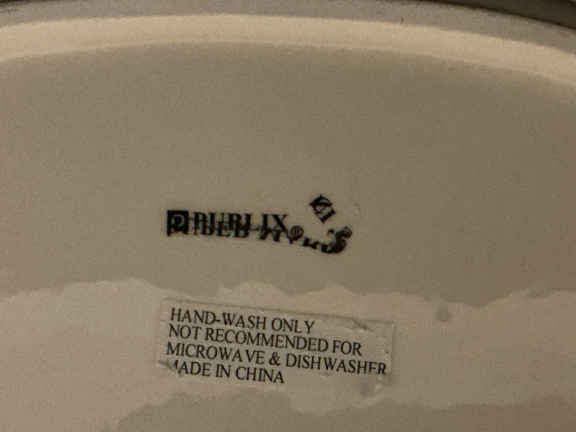 PUBLIX
HAND-WASH ONLY
NOT RECOMMENDED FOR
MICROWAVE & DISHWASHER
MADE IN CHINA